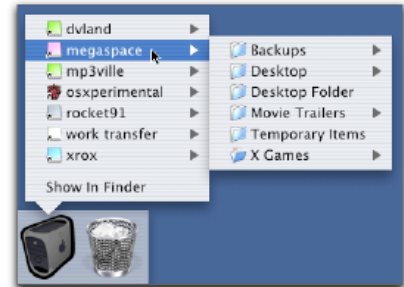 dvland
megaspace
mp3ville
osxperimental
rocket91
work transfer
xrox
Show In Finder
Backups
Desktop
Desktop Folder
Movie Trailers
Temporary Items
X Games